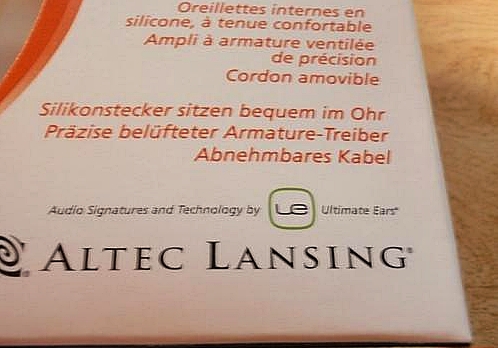 Oreillettes internes en
silicone, à tenue confortable
Ampli à armature ventilée
de précision
Cordon amovible
Silikonstecker sitzen bequem im Ohr
Präzise belüfteter Armature-Treiber
Abnehmbares Kabel
Audio Signatures and Technology by ue Ultimate Ears®
ALTEC LANSING®